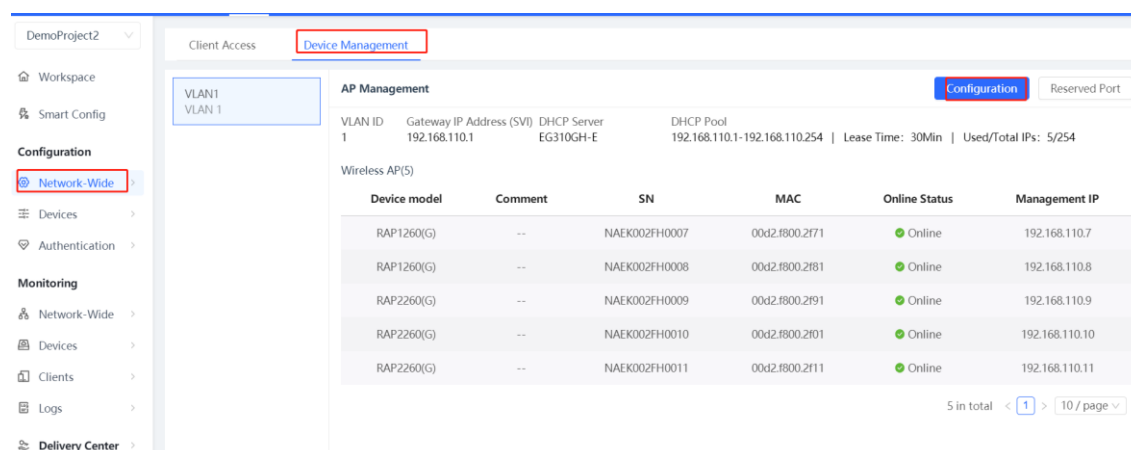 DemoProject2
Client Access Device Management
Workspace
Smart Config
Configuration
Network-Wide
Devices
Authentication
Monitoring
Network-Wide
Devices
Clients
Logs
Delivery Center
VLAN1
VLAN 1
AP Management Configuration Reserved Port
VLAN ID Gateway IP Address (SVI) DHCP Server DHCP Pool
1 192.168.110.1 EG310GH-E 192.168.110.1-192.168.110.254 | Lease Time: 30Min | Used/Total IPs: 5/254
Wireless AP(5)
Device model Comment SN MAC Online Status Management IP
RAP1260(G) -- NAEK002FH0007 00d2.f800.2f71 Online 192.168.110.7
RAP1260(G) -- NAEK002FH0008 00d2.f800.2f81 Online 192.168.110.8
RAP2260(G) -- NAEK002FH0009 00d2.f800.2f91 Online 192.168.110.9
RAP2260(G) -- NAEK002FH0010 00d2.f800.2f01 Online 192.168.110.10
RAP2260(G) -- NAEK002FH0011 00d2.f800.2f11 Online 192.168.110.11
5 in total < 1 > 10 / page